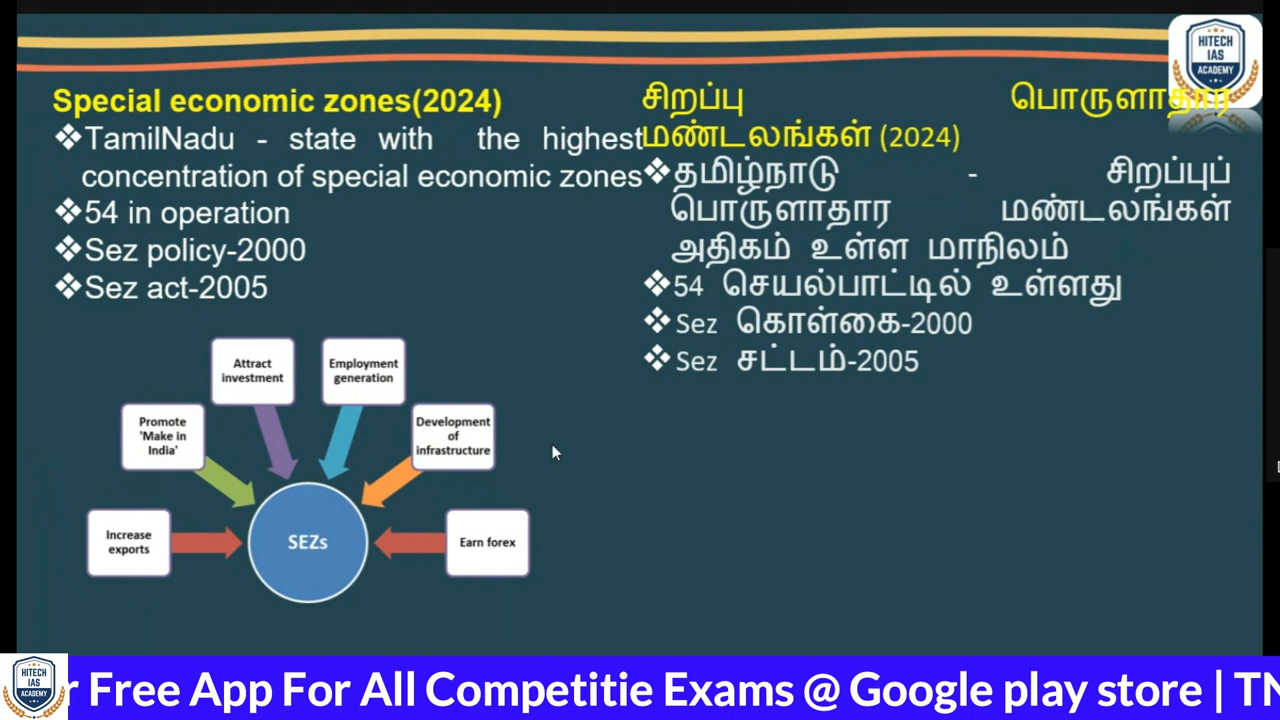 HITECH
IAS
ACADEMY
Special economic zones(2024)
❖TamilNadu - state with the highest
concentration of special economic zones
❖54 in operation
❖Sez policy-2000
❖Sez act-2005
சிறப்பு பொருளாதார
மண்டலங்கள் (2024)
❖தமிழ்நாடு - சிறப்புப்
பொருளாதார மண்டலங்கள்
அதிகம் உள்ள மாநிலம்
❖54 செயல்பாட்டில் உள்ளது
❖Sez கொள்கை-2000
❖Sez சட்டம்-2005
Attract
investment
Employment
generation
Promote
'Make in
India'
Development
of
infrastructure
Increase
exports
SEZs
Earn forex
HITECH
IAS
ACADEMY
r Free App For All Competitie Exams @ Google play store | TN